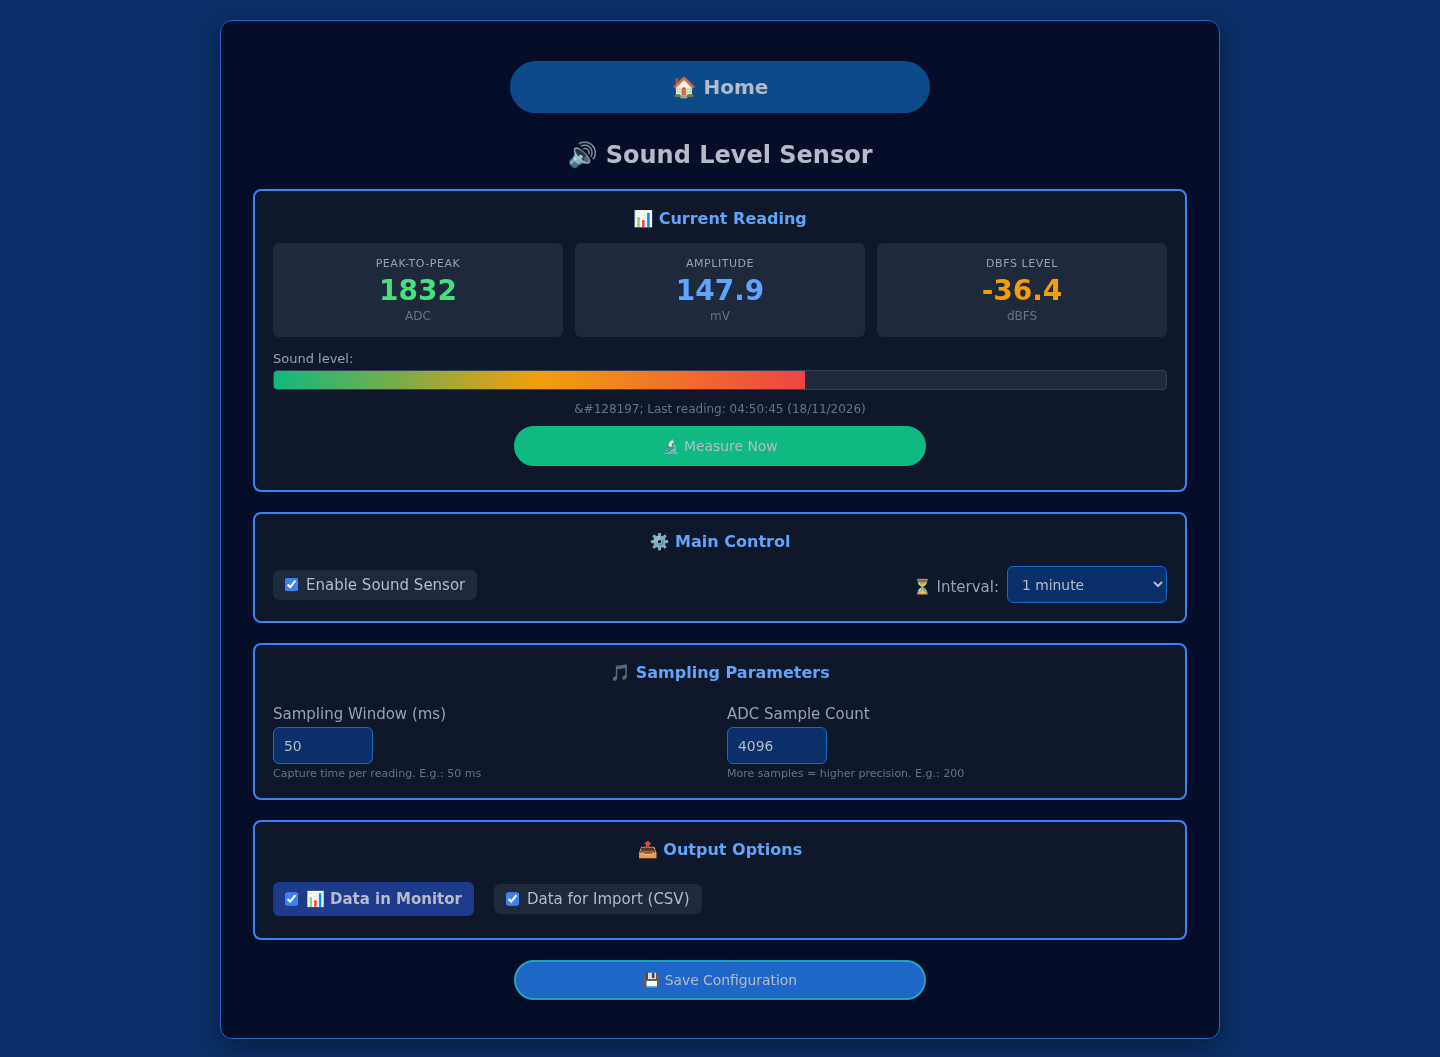 🏠 Home
🔊 Sound Level Sensor
📊 Current Reading
PEAK-TO-PEAK
1832
ADC
AMPLITUDE
147.9
mV
DBFS LEVEL
-36.4
dBFS
Sound level:
&#128197; Last reading: 04:50:45 (18/11/2026)
🔬 Measure Now
⚙️ Main Control
Enable Sound Sensor
⏳ Interval: 1 minute
🎵 Sampling Parameters
Sampling Window (ms)
50
Capture time per reading. E.g.: 50 ms
ADC Sample Count
4096
More samples = higher precision. E.g.: 200
📤 Output Options
📊 Data in Monitor
Data for Import (CSV)
💾 Save Configuration